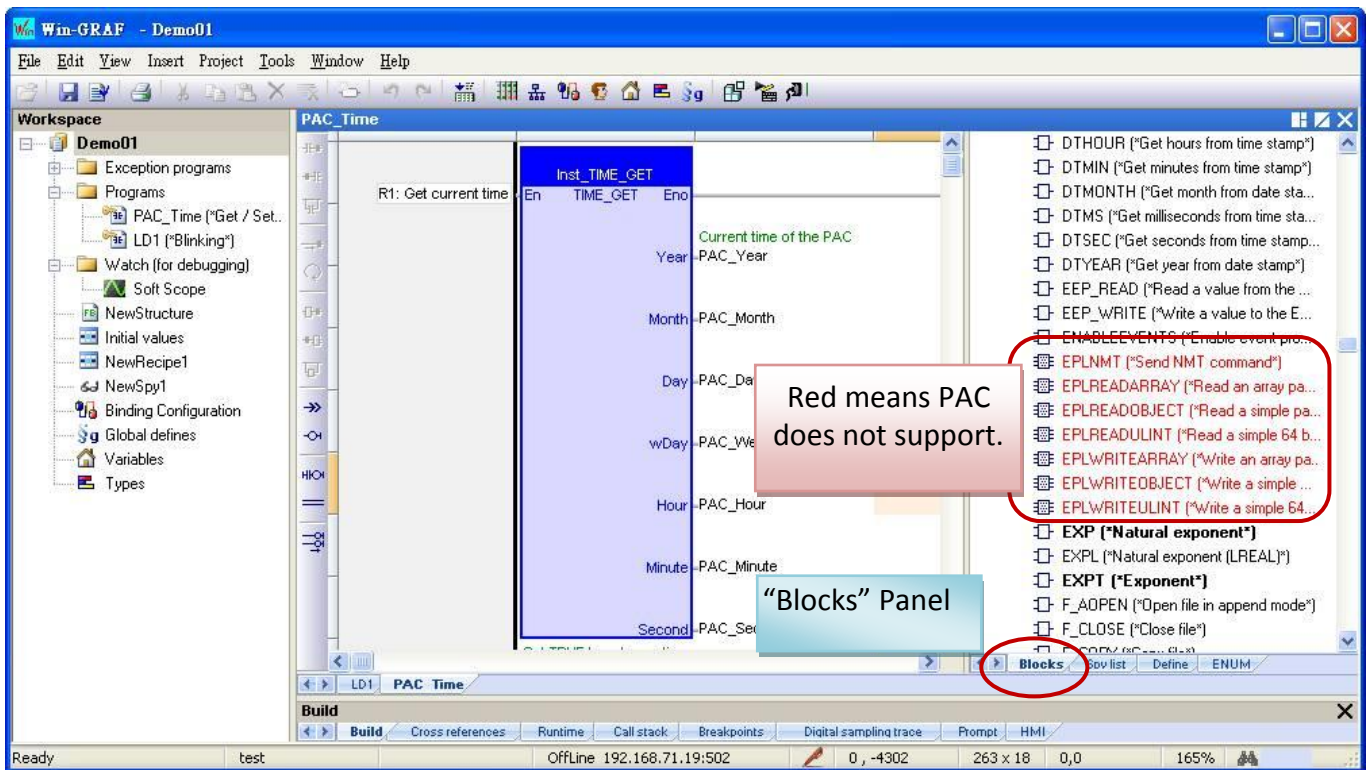 Win-GRAF - Demo01
File Edit View Insert Project Tools Window Help
Workspace
Demo01
Exception programs
Programs
PAC_Time (*Get / Set..
LD1 (*Blinking*)
Watch (for debugging)
Soft Scope
NewStructure
Initial values
NewRecipe1
NewSpy1
Binding Configuration
Global defines
Variables
Types
PAC_Time
R1: Get current time
Inst_TIME_GET
En TIME_GET Eno
Current time of the PAC
Year PAC_Year
Month PAC_Month
Day PAC_Da
wDay PAC_We
Hour PAC_Hour
Minute PAC_Minute
Second PAC_Sec
Red means PAC
does not support.
“Blocks” Panel
DTHOUR (*Get hours from time stamp*)
DTMIN (*Get minutes from time stamp*)
DTMONTH (*Get month from date sta...
DTMS (*Get milliseconds from time sta...
DTSEC (*Get seconds from time stamp...
DTYEAR (*Get year from date stamp*)
EEP_READ (*Read a value from the ...
EEP_WRITE (*Write a value to the E...
ENABLEEVENTS (*Enable event pro...
EPLNMT (*Send NMT command*)
EPLREADARRAY (*Read an array pa...
EPLREADOBJECT (*Read a simple pa...
EPLREADULINT (*Read a simple 64 b...
EPLWRITEARRAY (*Write an array pa..
EPLWRITEOBJECT (*Write a simple ...
EPLWRITEULINT (*Write a simple 64...
EXP (*Natural exponent*)
EXPL (*Natural exponent (LREAL)*)
EXPT (*Exponent*)
F_AOPEN (*Open file in append mode*)
F_CLOSE (*Close file*)
F_COPY (*Copy file*)
Blocks Spy list Define ENUM
LD1 PAC_Time
Build
Build Cross references Runtime Call stack Breakpoints Digital sampling trace Prompt HMI
Ready test OffLine 192.168.71.19:502 0 , -4302 263 x 18 0,0 165%